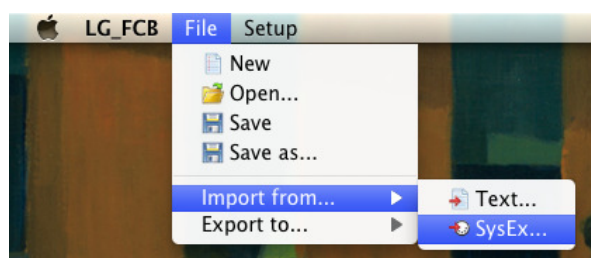 LG_FCB File Setup
New
Open...
Save
Save as...
Import from...
Text...
Export to...
SysEx...